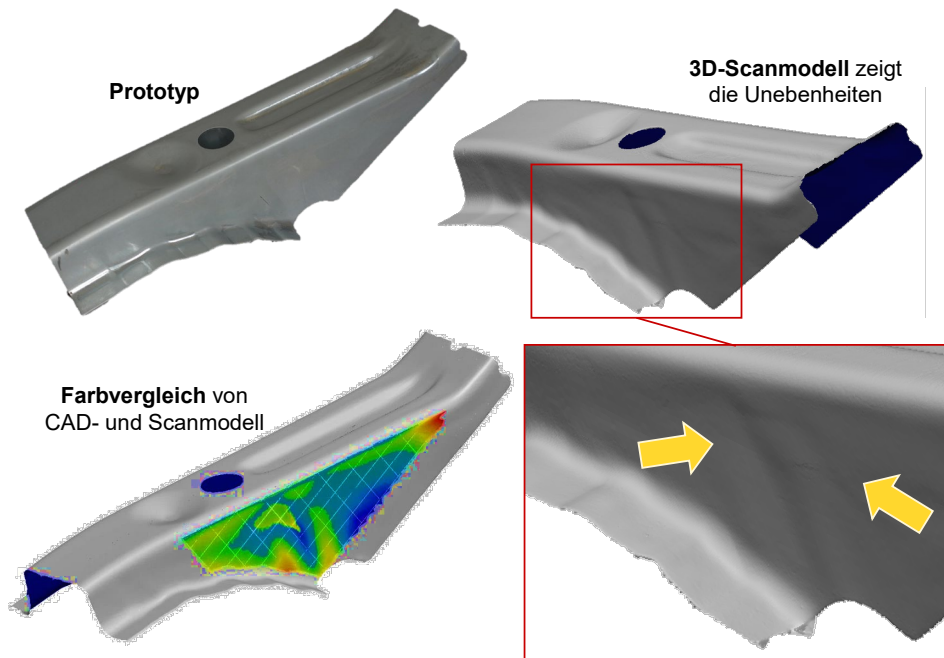 Prototyp
3D-Scanmodell zeigt
die Unebenheiten
Farbvergleich von
CAD- und Scanmodell